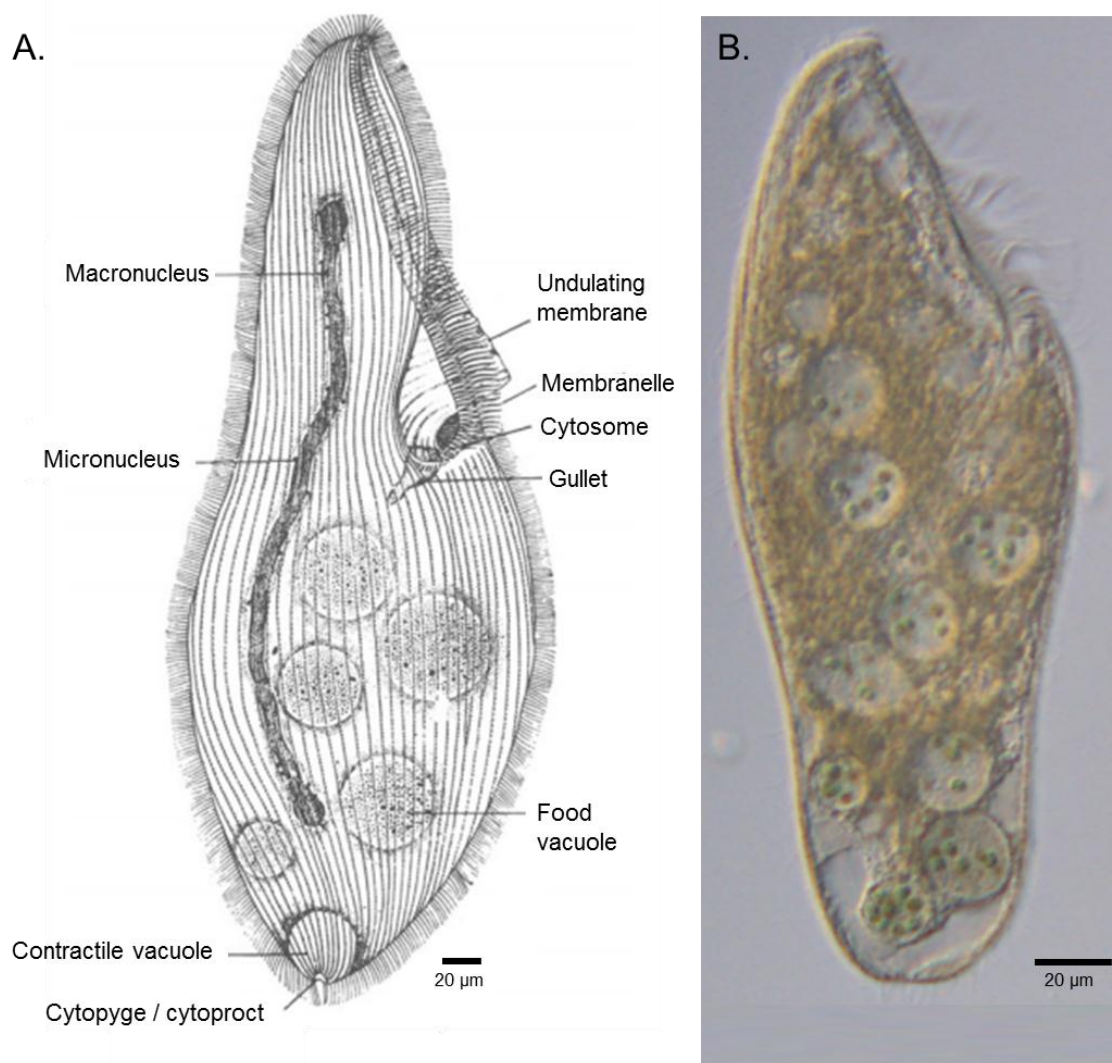 A.
B.
Macronucleus
Undulating
membrane
Membranelle
Cytosome
Micronucleus
Gullet
Food
vacuole
Contractile vacuole
20 µm
20 µm
Cytopyge / cytoproct